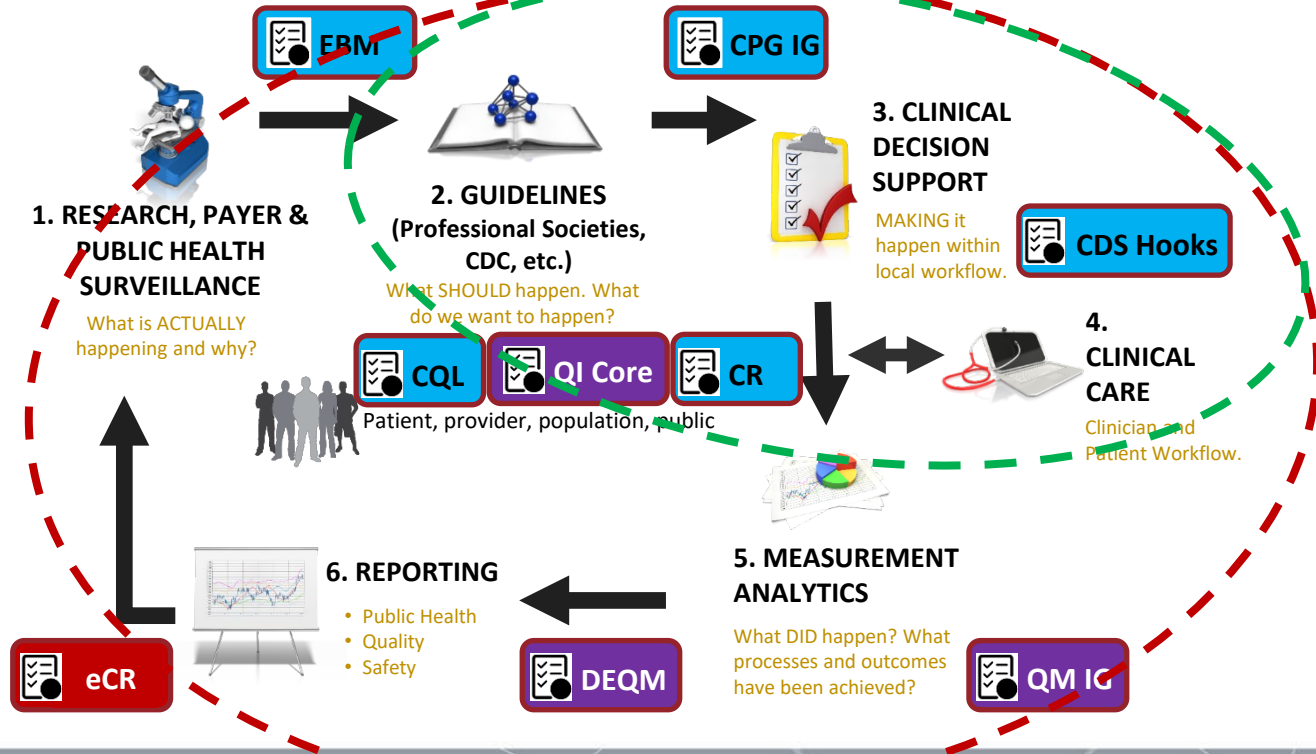 EBM
CPG IG
1. RESEARCH, PAYER &
PUBLIC HEALTH
SURVEILLANCE
What is ACTUALLY
happening and why?
2. GUIDELINES
(Professional Societies,
CDC, etc.)
What SHOULD happen. What
do we want to happen?
3. CLINICAL
DECISION
SUPPORT
MAKING it
happen within
local workflow.
CDS Hooks
CQL
QI Core
CR
Patient, provider, population, public
4.
CLINICAL
CARE
Clinician and
Patient Workflow.
5. MEASUREMENT
ANALYTICS
What DID happen? What
processes and outcomes
have been achieved?
QM IG
DEQM
6. REPORTING
• Public Health
• Quality
• Safety
eCR